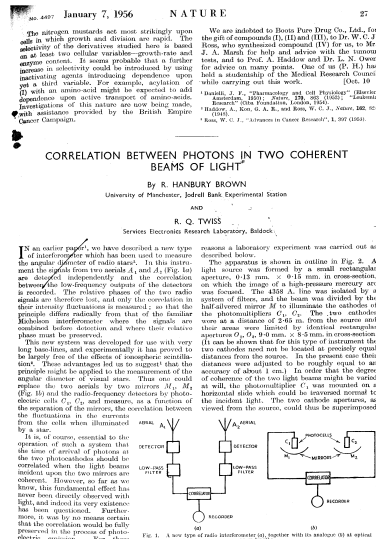 No. 4497 January 7, 1956 NATURE 27
The nitrogen mustards act most strikingly upon
cells in which growth and division are rapid. The
selectivity of the derivatives studied here is based
on at least two cellular variables—growth-rate and
enzyme content. It seems probable that a further
increase in selectivity could be introduced by using
inactivating agents introducing dependence upon
yet a third variable. For example, acylation of
(I) with an amino-acid might be expected to add
dependence upon active transport of amino-acids.
Investigations of this nature are now being made,
with assistance provided by the British Empire
Cancer Campaign.
We are indebted to Boots Pure Drug Co., Ltd., for
the gift of compounds (I), (II) and (III), to Dr. W. C. J.
Ross, who synthesized compound (IV) for us, to Mr.
J. A. Marsh for help and advice with the tumour
tests, and to Prof. A. Haddow and Dr. L. N. Owen
for advice on many points. One of us (P. H.) has
held a studentship of the Medical Research Council
while carrying out this work. [Oct. 10
Danielli, J. F., "Pharmacology and Cell Physiology" (Elsevier,
Amsterdam, 1950);
Research" (Ciba Foundation, London, 1954).
Haddow, A., Kon, G. A. R., and Ross, W. C. J., Nature, 162,
(1948).
Ross, W. C. J., "Advances in Cancer Research", 1, 397 (1953).
CORRELATION BETWEEN PHOTONS IN TWO COHERENT
BEAMS OF LIGHT
By R. HANBURY BROWN
University of Manchester, Jodrell Bank Experimental Station
AND
R. Q. TWISS
Services Electronics Research Laboratory, Baldock
IN an earlier paper¹, we have described a new type
of interferometer which has been used to measure
the angular diameter of radio stars². In this instru-
ment the signals from two aerials A₁ and A₂ (Fig. 1a)
are detected independently and the correlation
between the low-frequency outputs of the detectors
is recorded. The relative phases of the two radio
signals are therefore lost, and only the correlation in
their intensity fluctuations is measured; so that the
principle differs radically from that of the familiar
Michelson interferometer where the signals are
combined before detection and where their relative
phase must be preserved.
This new system was developed for use with very
long base-lines, and experimentally it has proved to
be largely free of the effects of ionospheric scintilla-
tion². These advantages led us to suggest¹ that the
principle might be applied to the measurement of the
angular diameter of visual stars. Thus one could
replace the two aerials by two mirrors M₁, M₂
(Fig. 1b) and the radio-frequency detectors by photo-
electric cells C₁, C₂, and measure, as a function of
the separation of the mirrors, the correlation between
the fluctuations in the currents
from the cells when illuminated
by a star.
It is, of course, essential to the
operation of such a system that
the time of arrival of photons at
the two photocathodes should be
correlated when the light beams
incident upon the two mirrors are
coherent. However, so far as we
know, this fundamental effect has
never been directly observed with
light, and indeed its very existence
has been questioned. Further-
more, it was by no means certain
that the correlation would be fully
preserved in the process of photo-
electric emission. For these
reasons a laboratory experiment was carried out as
described below.
The apparatus is shown in outline in Fig. 2. A
light source was formed by a small rectangular
aperture, 0·13 mm. × 0·15 mm. in cross-section,
on which the image of a high-pressure mercury arc
was focused. The 4358 A. line was isolated by a
system of filters, and the beam was divided by the
half-silvered mirror M to illuminate the cathodes of
the photomultipliers C₁, C₂. The two cathodes
were at a distance of 2·65 m. from the source and
their areas were limited by identical rectangular
apertures O₁, O₂, 9·0 mm. × 8·5 mm. in cross-section.
(It can be shown that for this type of instrument the
two cathodes need not be located at precisely equal
distances from the source. In the present case their
distances were adjusted to be roughly equal to an
accuracy of about 1 cm.) In order that the degree
of coherence of the two light beams might be varied
at will, the photomultiplier C₁ was mounted on a
horizontal slide which could be traversed normal to
the incident light. The two cathode apertures, as
viewed from the source, could thus be superimposed
AERIAL A₁
AERIAL A₂
DETECTOR
DETECTOR
LOW-PASS FILTER
LOW-PASS FILTER
CORRELATOR
RECORDER
(a)
PHOTOCELLS
C₁ C₂
MIRRORS
CORRELATOR
RECORDER
(b)
Fig. 1. A new type of radio interferometer (a), together with its analogue (b) at optical